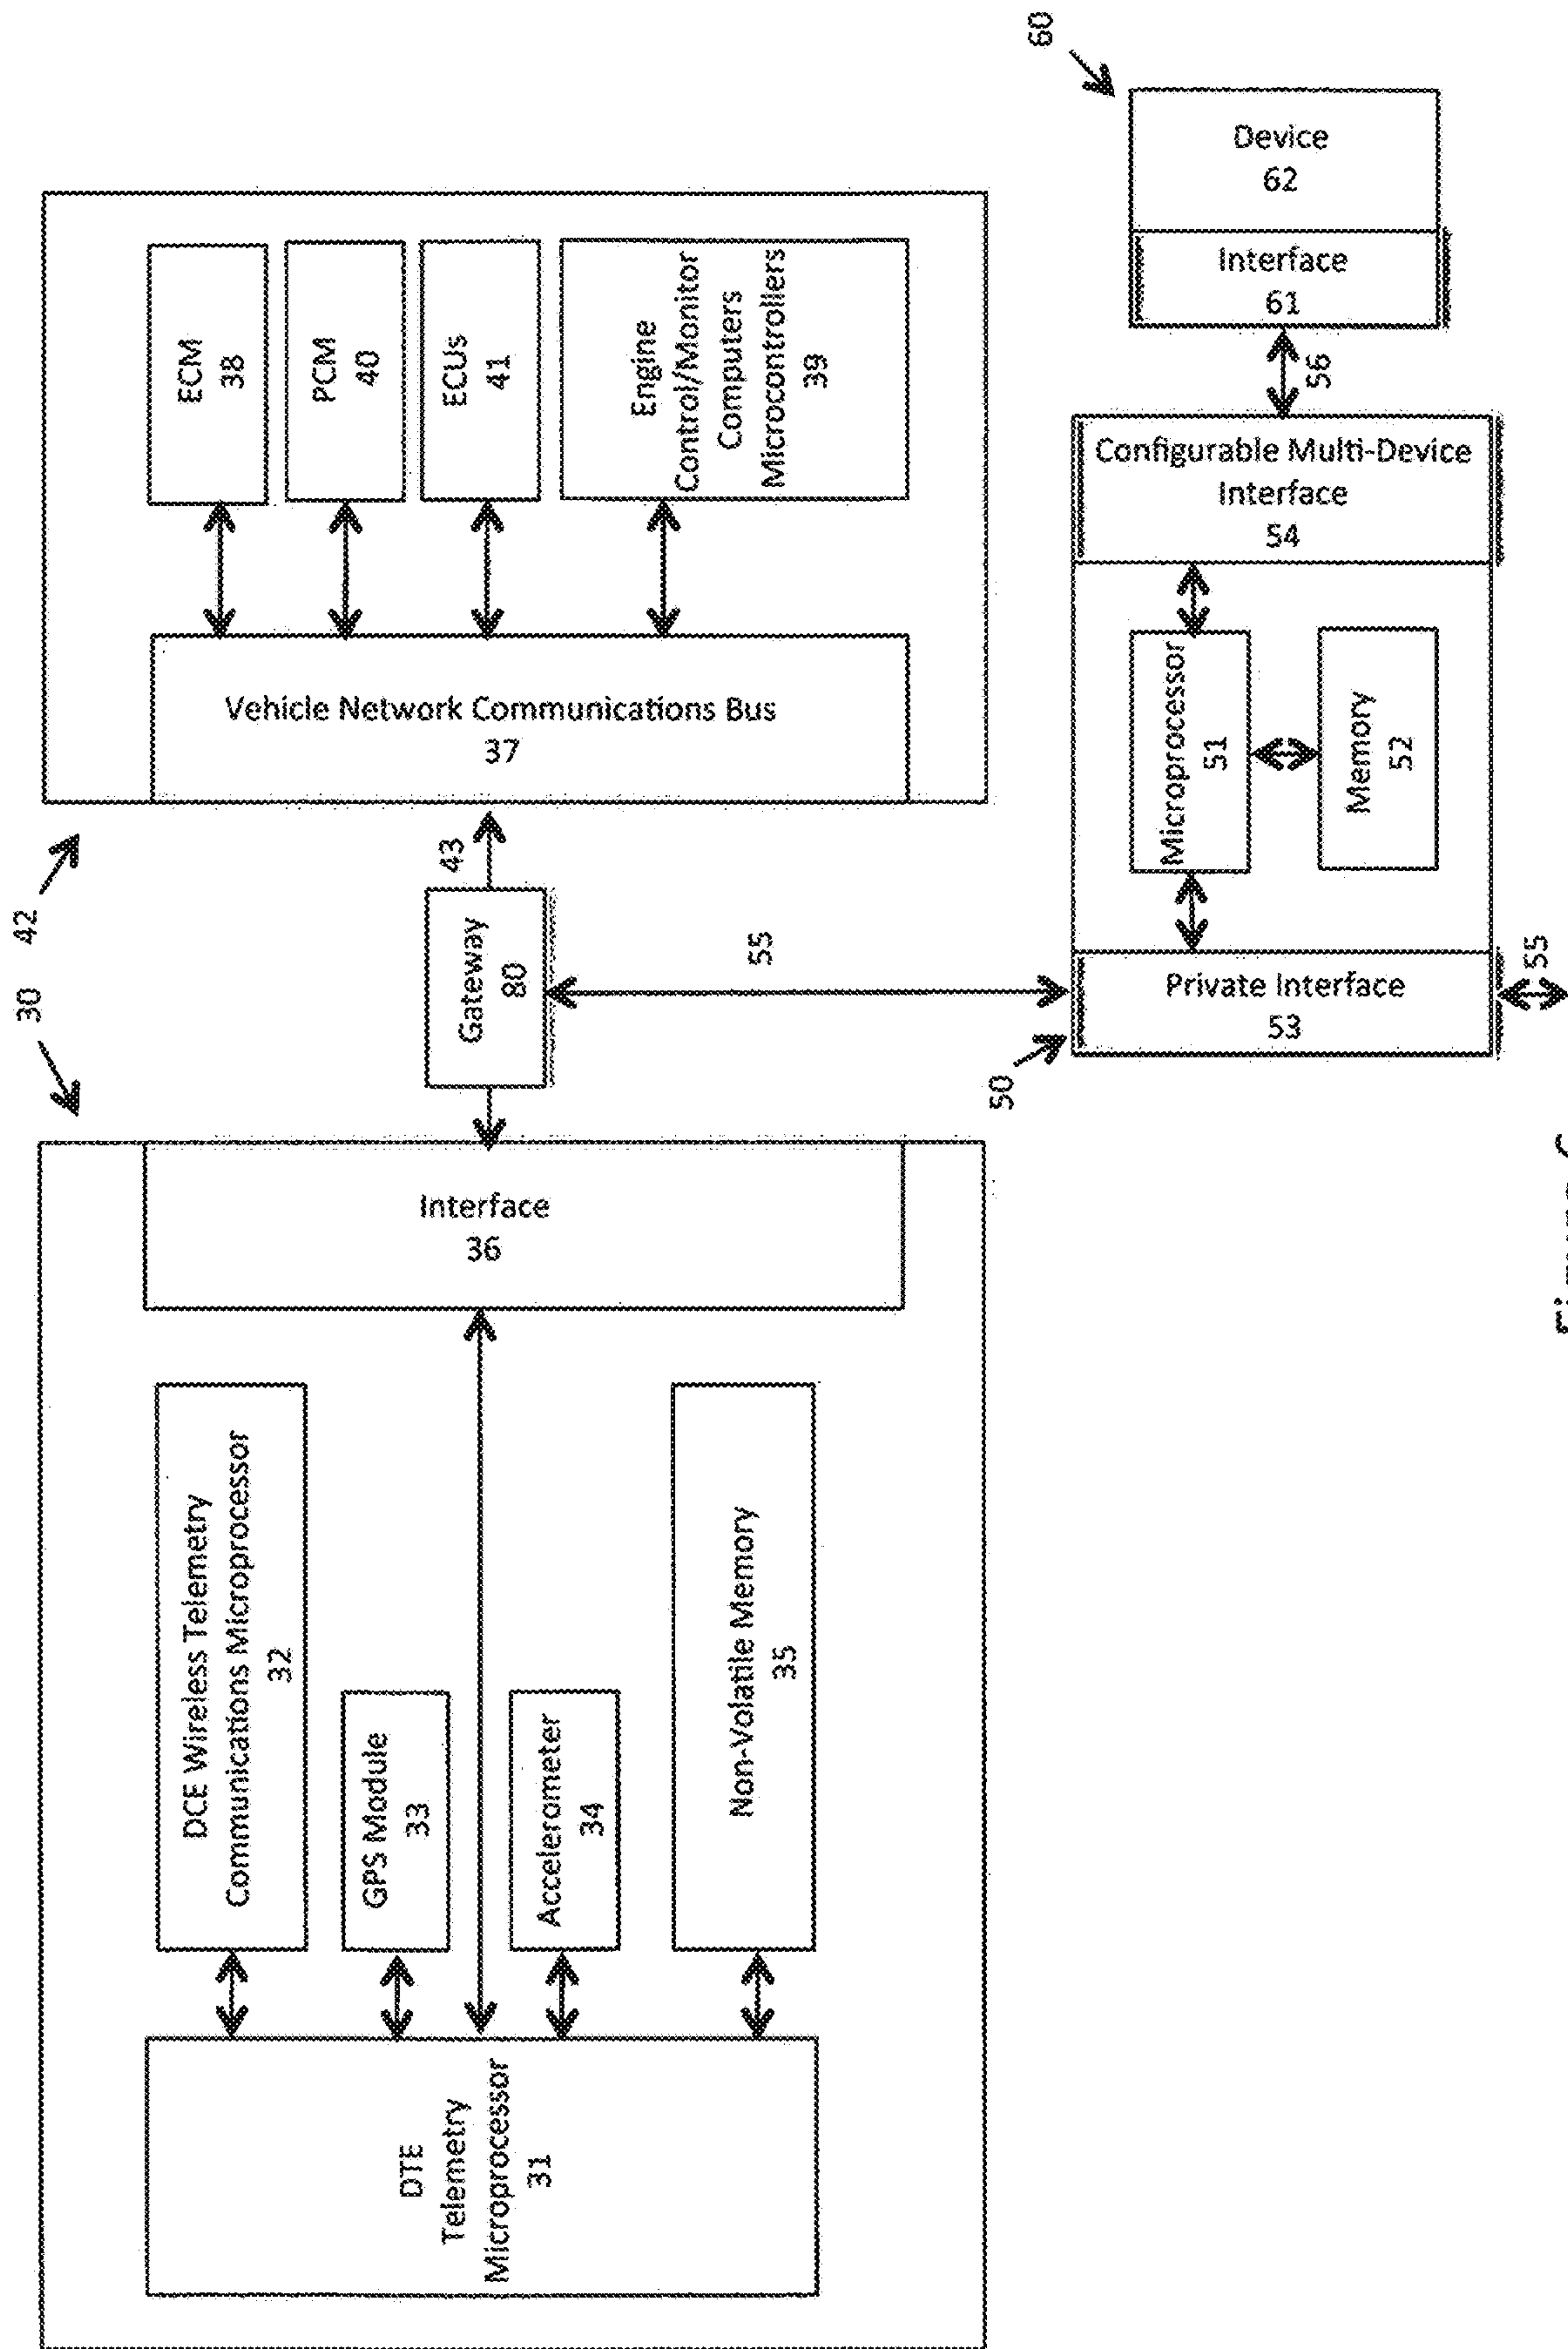 30
42
DTE
Telemetry
Microprocessor
31
DCE Wireless Telemetry
Communications Microprocessor
32
GPS Module
33
Accelerometer
34
Non-Volatile Memory
35
Interface
36
Gateway
80
43
Vehicle Network Communications Bus
37
ECM
38
PCM
40
ECUs
41
Engine
Control/Monitor
Computers
Microcontrollers
39
55
50
Private Interface
53
55
Microprocessor
51
Memory
52
Configurable Multi-Device
Interface
54
56
60
Interface
61
Device
62